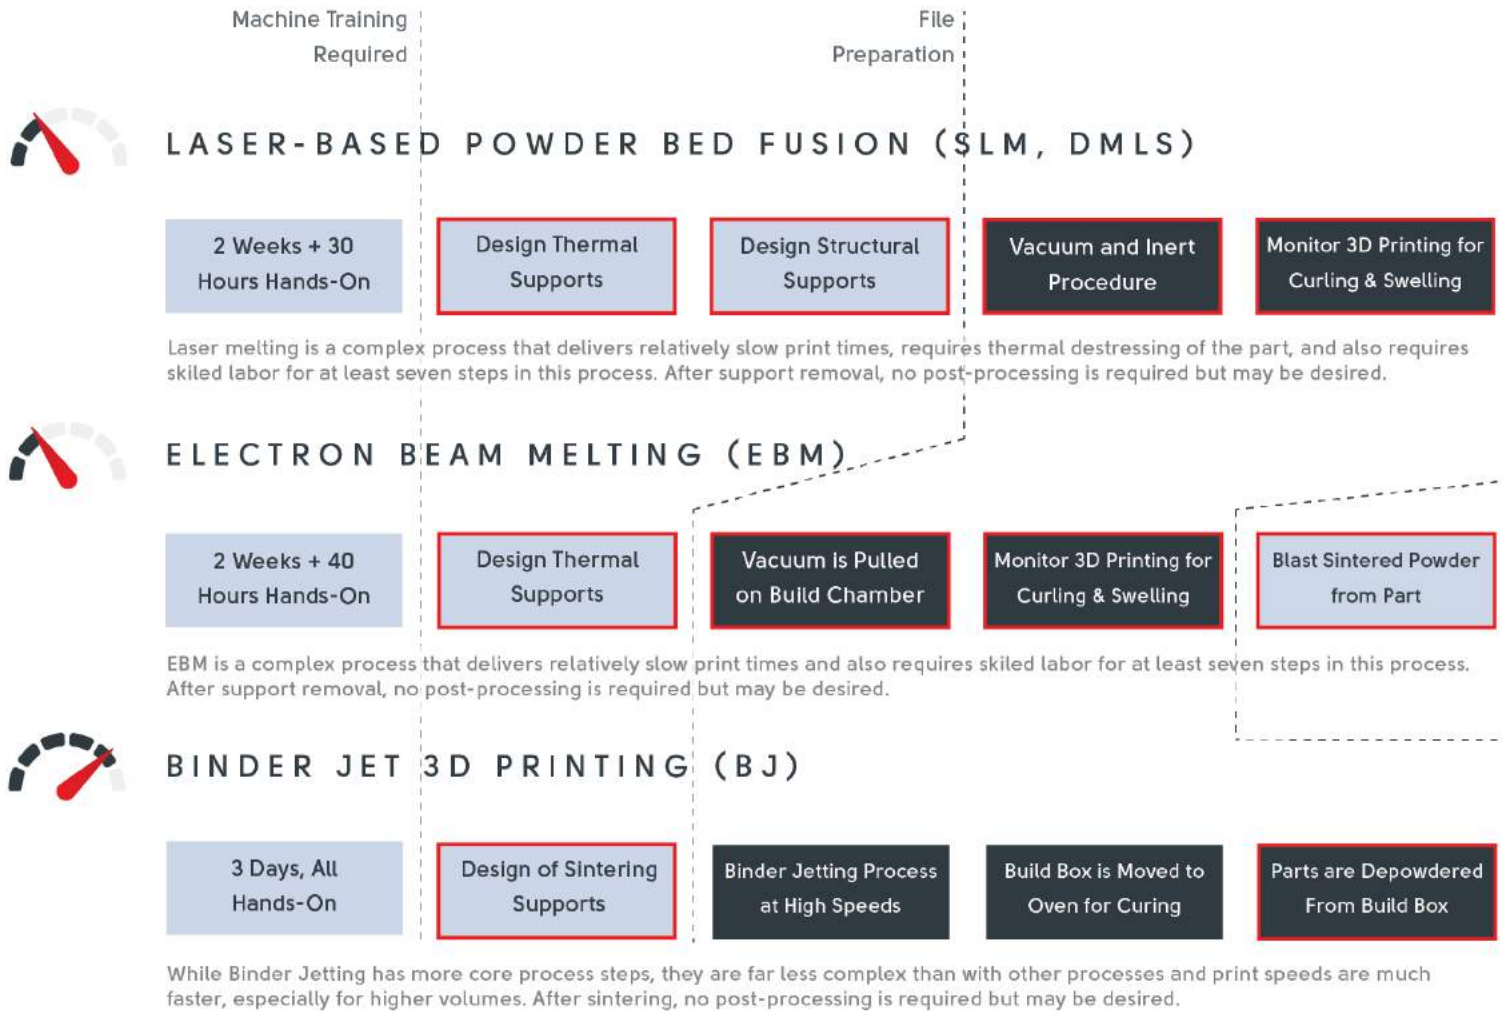 Machine Training
Required
File
Preparation
LASER-BASED POWDER BED FUSION (SLM, DMLS)
2 Weeks + 30
Hours Hands-On
Design Thermal
Supports
Design Structural
Supports
Vacuum and Inert
Procedure
Monitor 3D Printing for
Curling & Swelling
Laser melting is a complex process that delivers relatively slow print times, requires thermal destressing of the part, and also requires
skiled labor for at least seven steps in this process. After support removal, no post-processing is required but may be desired.
ELECTRON BEAM MELTING (EBM)
2 Weeks + 40
Hours Hands-On
Design Thermal
Supports
Vacuum is Pulled
on Build Chamber
Monitor 3D Printing for
Curling & Swelling
Blast Sintered Powder
from Part
EBM is a complex process that delivers relatively slow print times and also requires skiled labor for at least seven steps in this process.
After support removal, no post-processing is required but may be desired.
BINDER JET 3D PRINTING (BJ)
3 Days, All
Hands-On
Design of Sintering
Supports
Binder Jetting Process
at High Speeds
Build Box is Moved to
Oven for Curing
Parts are Depowdered
From Build Box
While Binder Jetting has more core process steps, they are far less complex than with other processes and print speeds are much
faster, especially for higher volumes. After sintering, no post-processing is required but may be desired.